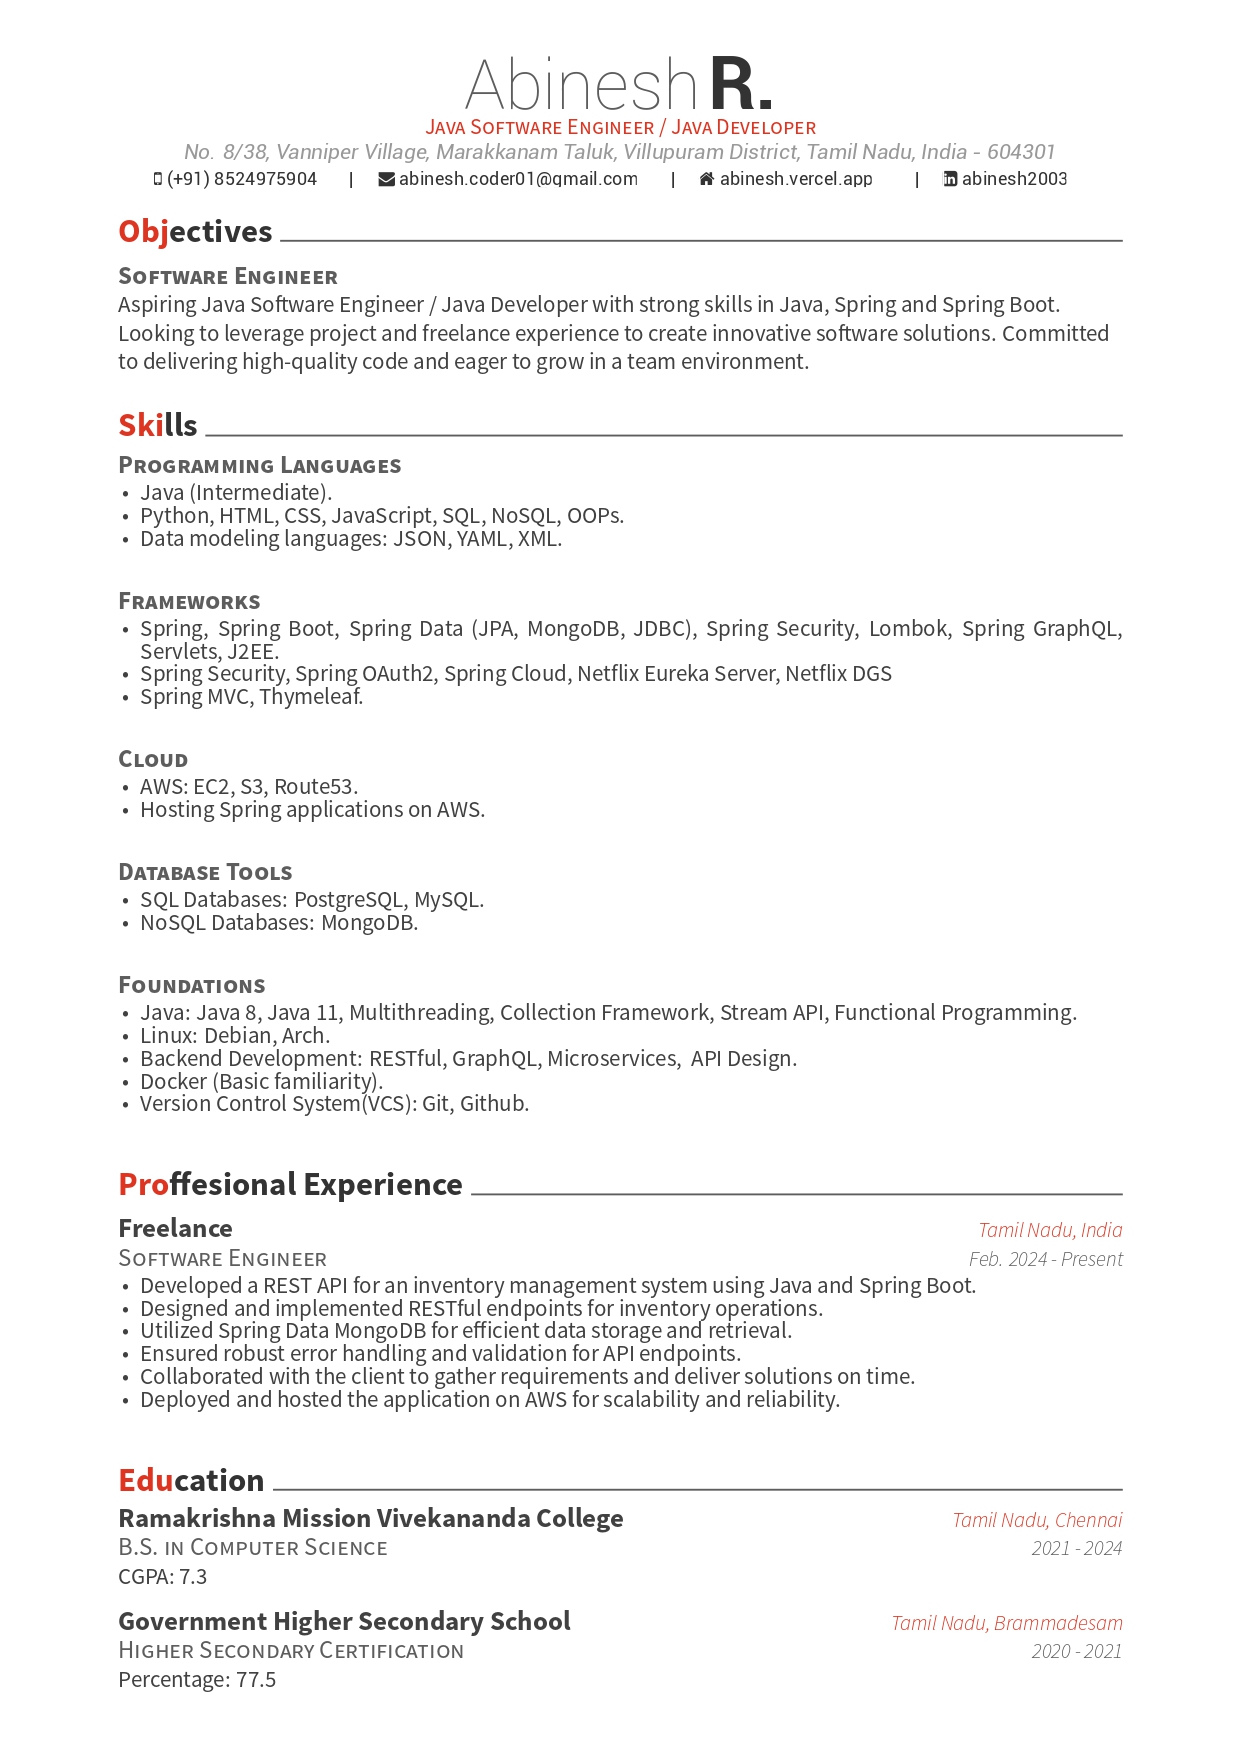 Abinesh R.
Java Software Engineer / Java Developer
No. 8/38, Vanniper Village, Marakkanam Taluk, Villupuram District, Tamil Nadu, India - 604301
(+91) 8524975904 | abinesh.coder01@gmail.com | abinesh.vercel.app | abinesh2003
Objectives
Software Engineer
Aspiring Java Software Engineer / Java Developer with strong skills in Java, Spring and Spring Boot.
Looking to leverage project and freelance experience to create innovative software solutions. Committed
to delivering high-quality code and eager to grow in a team environment.
Skills
Programming Languages
• Java (Intermediate).
• Python, HTML, CSS, JavaScript, SQL, NoSQL, OOPs.
• Data modeling languages: JSON, YAML, XML.
Frameworks
• Spring, Spring Boot, Spring Data (JPA, MongoDB, JDBC), Spring Security, Lombok, Spring GraphQL,
Servlets, J2EE.
• Spring Security, Spring OAuth2, Spring Cloud, Netflix Eureka Server, Netflix DGS
• Spring MVC, Thymeleaf.
Cloud
• AWS: EC2, S3, Route53.
• Hosting Spring applications on AWS.
Database Tools
• SQL Databases: PostgreSQL, MySQL.
• NoSQL Databases: MongoDB.
Foundations
• Java: Java 8, Java 11, Multithreading, Collection Framework, Stream API, Functional Programming.
• Linux: Debian, Arch.
• Backend Development: RESTful, GraphQL, Microservices, API Design.
• Docker (Basic familiarity).
• Version Control System(VCS): Git, Github.
Proffesional Experience
Freelance Tamil Nadu, India
Software Engineer Feb. 2024 - Present
• Developed a REST API for an inventory management system using Java and Spring Boot.
• Designed and implemented RESTful endpoints for inventory operations.
• Utilized Spring Data MongoDB for efficient data storage and retrieval.
• Ensured robust error handling and validation for API endpoints.
• Collaborated with the client to gather requirements and deliver solutions on time.
• Deployed and hosted the application on AWS for scalability and reliability.
Education
Ramakrishna Mission Vivekananda College Tamil Nadu, Chennai
B.S. in Computer Science 2021 - 2024
CGPA: 7.3
Government Higher Secondary School Tamil Nadu, Brammadesam
Higher Secondary Certification 2020 - 2021
Percentage: 77.5